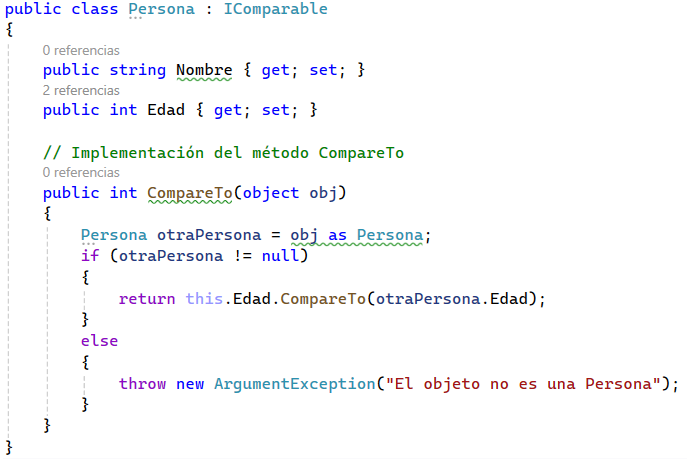 public class Persona : IComparable
{
0 referencias
public string Nombre { get; set; }
2 referencias
public int Edad { get; set; }
// Implementación del método CompareTo
0 referencias
public int CompareTo(object obj)
{
Persona otraPersona = obj as Persona;
if (otraPersona != null)
{
return this.Edad.CompareTo(otraPersona.Edad);
}
else
{
throw new ArgumentException("El objeto no es una Persona");
}
}
}